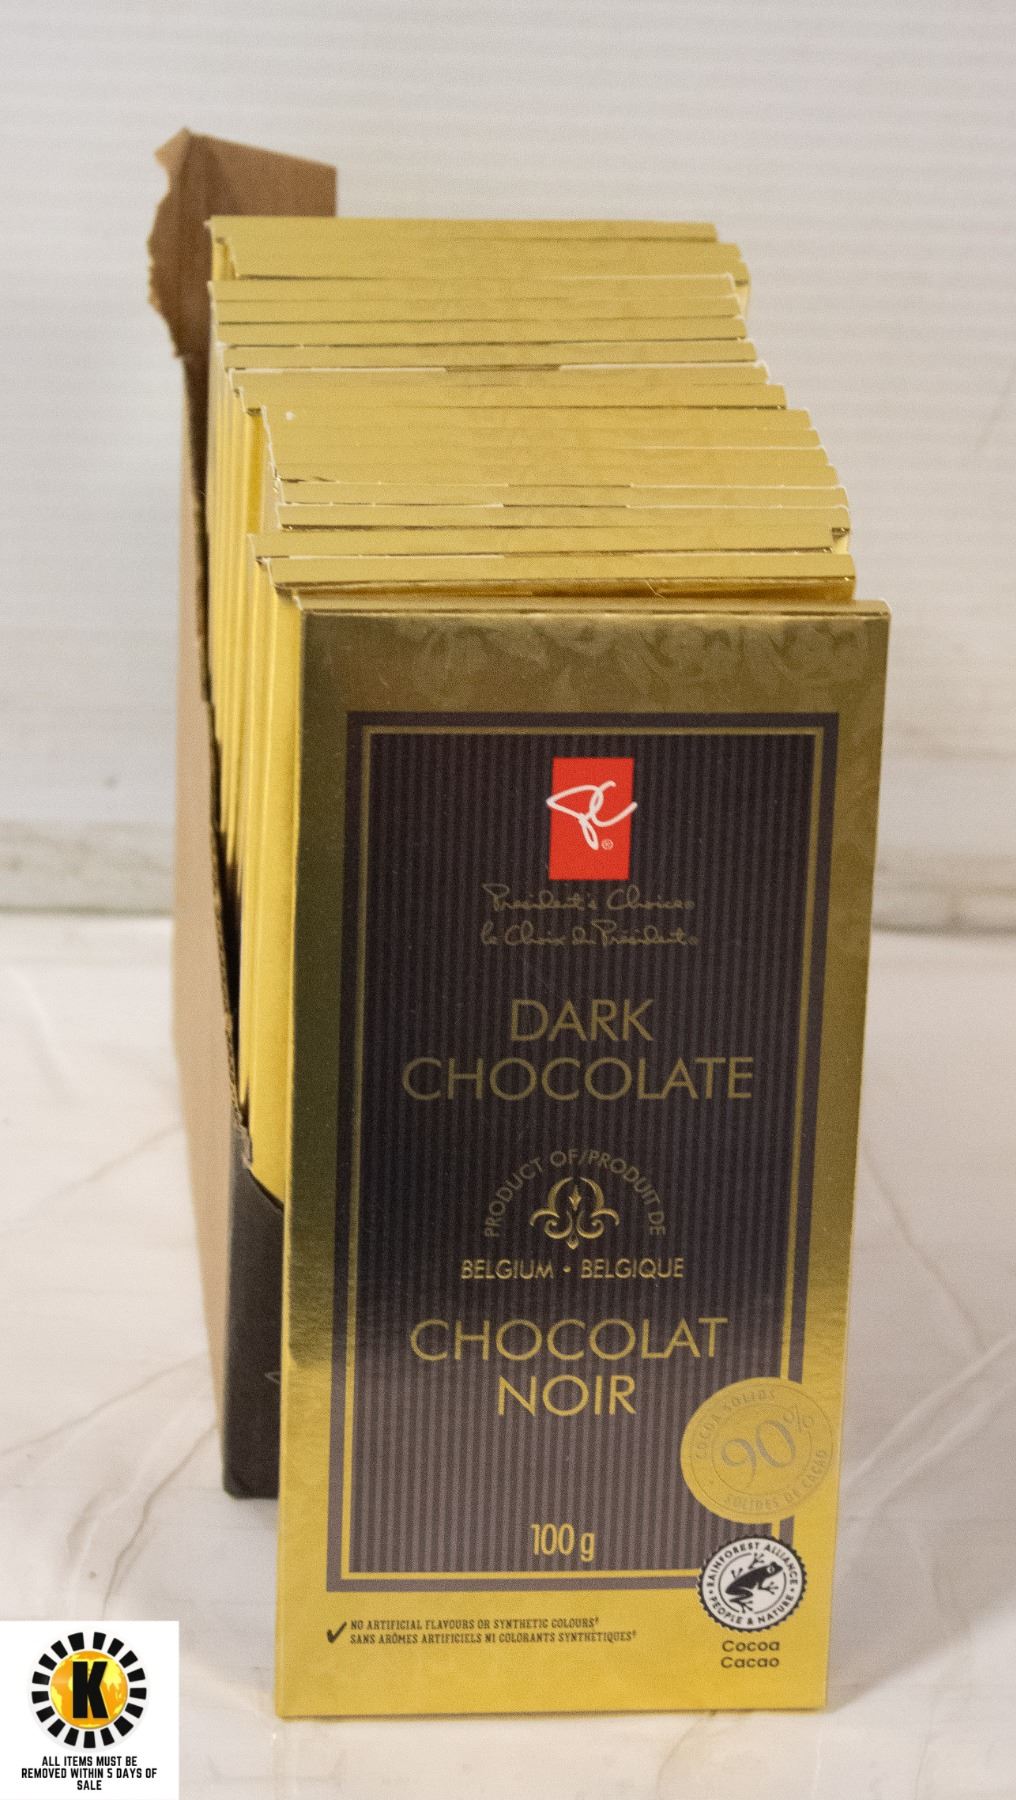 PC®
President's Choice®
le Choix du Président®
DARK
CHOCOLATE
PRODUCT OF/PRODUIT DE
BELGIUM • BELGIQUE
CHOCOLAT
NOIR
COCOA SOLIDS
90%
SOLIDES DE CACAO
100 g
RAINFOREST ALLIANCE
PEOPLE & NATURE
Cocoa
Cacao
✓ NO ARTIFICIAL FLAVOURS OR SYNTHETIC COLOURS‡
SANS ARÔMES ARTIFICIELS NI COLORANTS SYNTHÉTIQUES‡
K
ALL ITEMS MUST BE
REMOVED WITHIN 5 DAYS OF
SALE